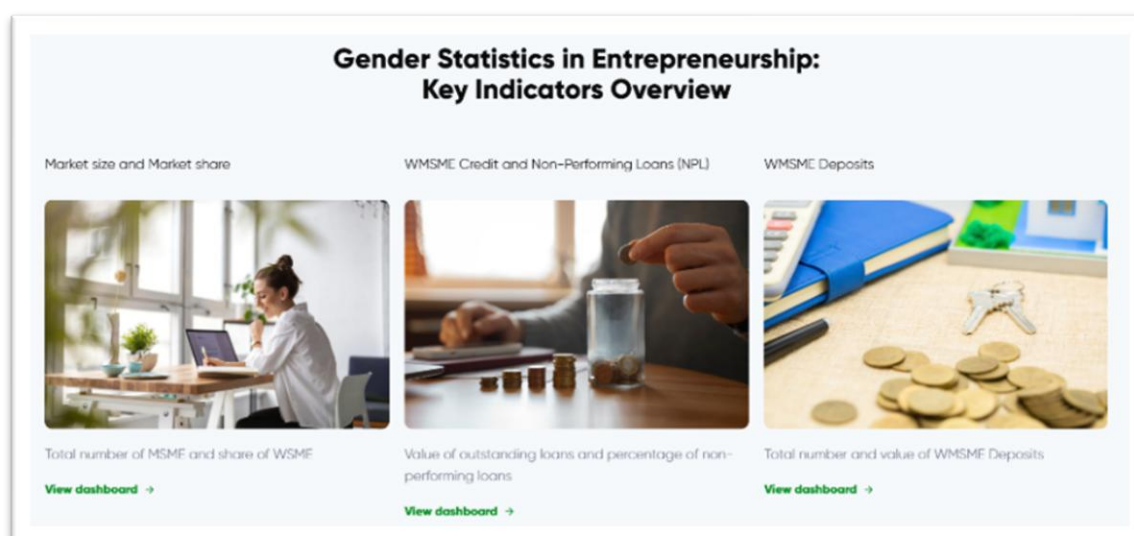 Gender Statistics in Entrepreneurship:
Key Indicators Overview
Market size and Market share
WMSME Credit and Non-Performing Loans (NPL)
WMSME Deposits
Total number of MSME and share of WSME
View dashboard →
Value of outstanding loans and percentage of non-
performing loans
View dashboard →
Total number and value of WMSME Deposits
View dashboard →